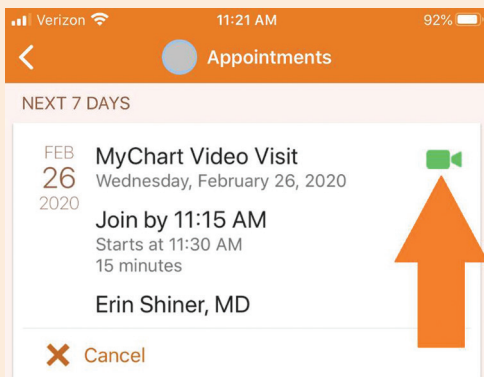 Verizon 11:21 AM 92%
Appointments
NEXT 7 DAYS
FEB
26
2020
MyChart Video Visit
Wednesday, February 26, 2020
Join by 11:15 AM
Starts at 11:30 AM
15 minutes
Erin Shiner, MD
Cancel